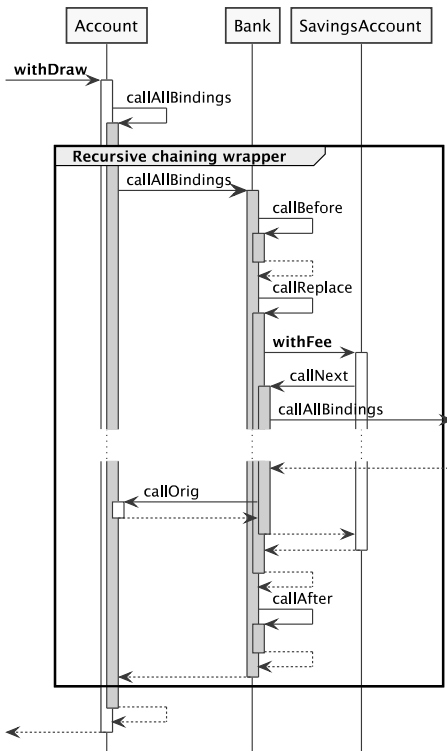 Account
Bank
SavingsAccount
withDraw
callAllBindings
Recursive chaining wrapper
callAllBindings
callBefore
callReplace
withFee
callNext
callAllBindings
callOrig
callAfter